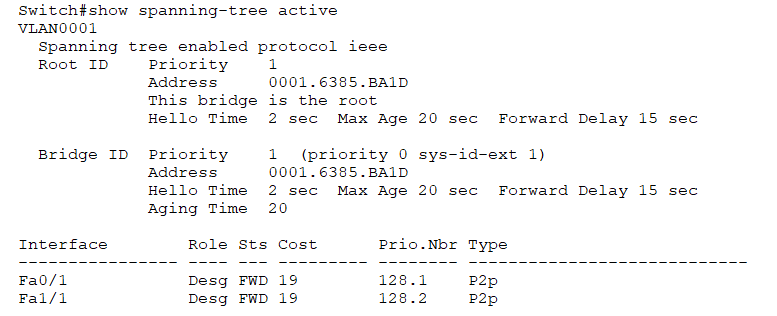 Switch#show spanning-tree active
VLAN0001
  Spanning tree enabled protocol ieee
  Root ID    Priority    1
             Address     0001.6385.BA1D
             This bridge is the root
             Hello Time  2 sec  Max Age 20 sec  Forward Delay 15 sec

  Bridge ID  Priority    1  (priority 0 sys-id-ext 1)
             Address     0001.6385.BA1D
             Hello Time  2 sec  Max Age 20 sec  Forward Delay 15 sec
             Aging Time  20

Interface        Role Sts Cost      Prio.Nbr Type
---------------- ---- --- --------- -------- ----------------------------
Fa0/1            Desg FWD 19        128.1    P2p
Fa1/1            Desg FWD 19        128.2    P2p